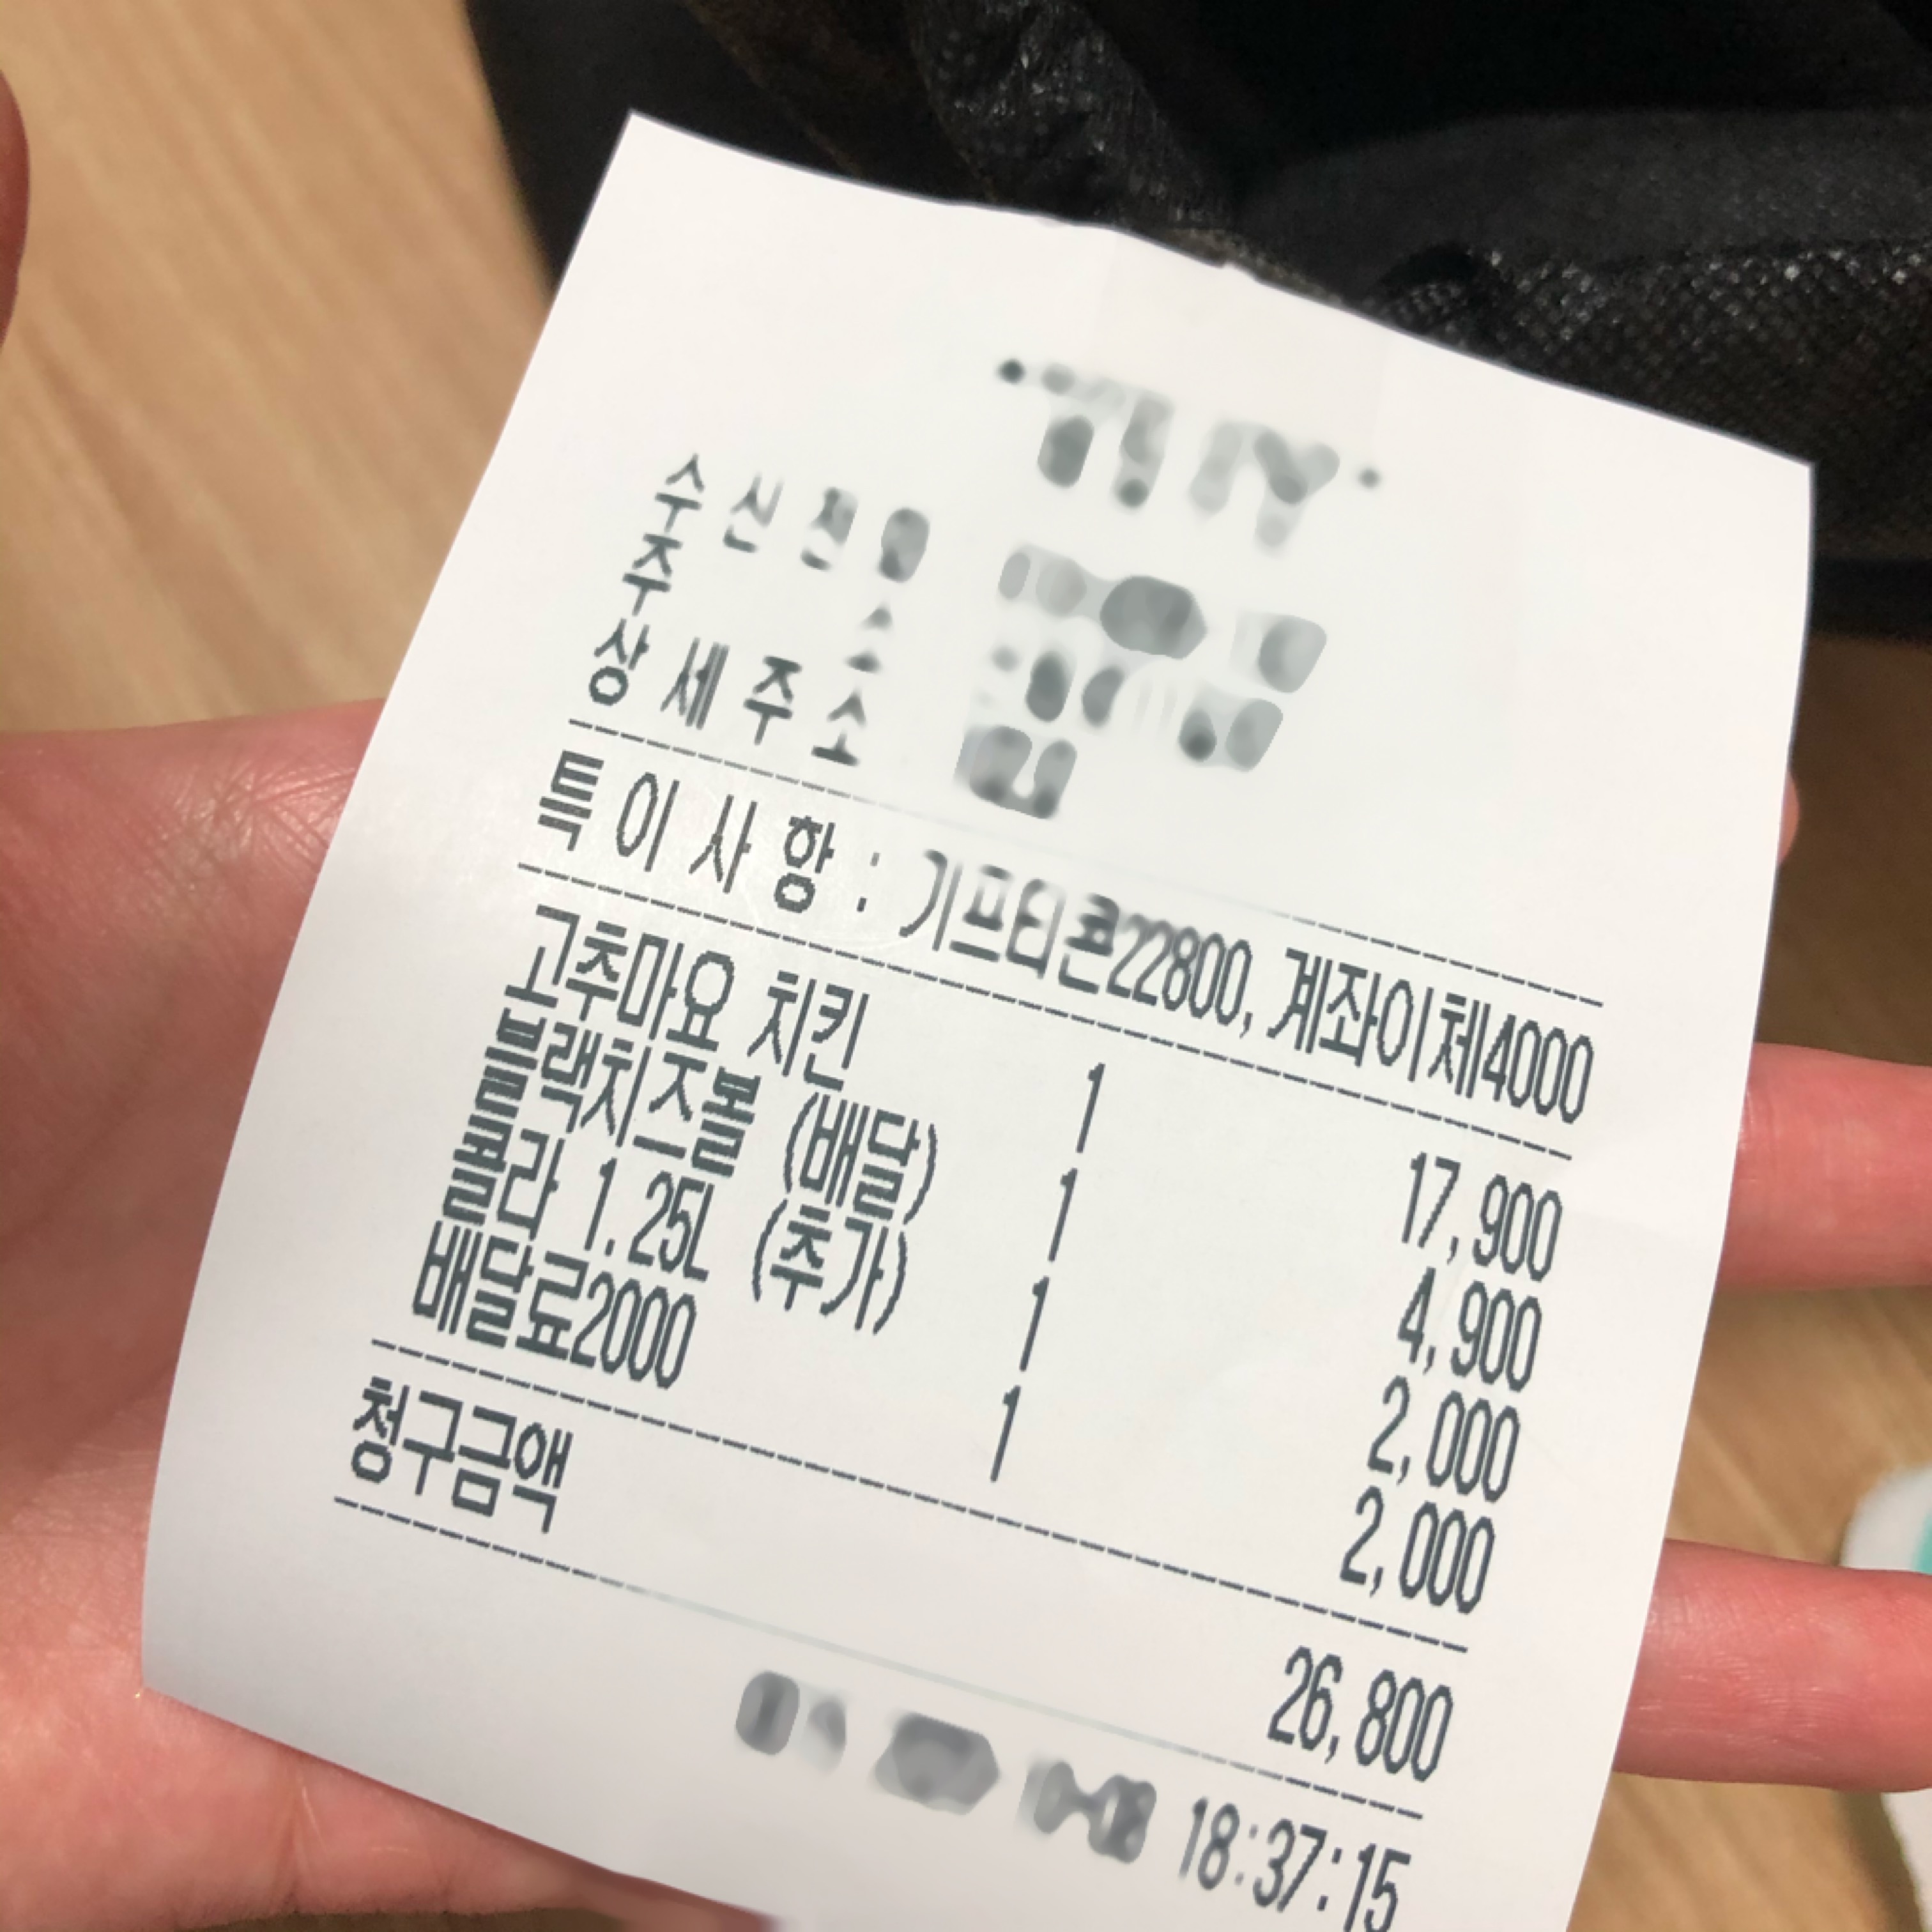 수 신 전
주 소
상 세 주 소
특 이 사 항 : 기프티콘22800, 계좌이체4000
고추마요 치킨 1 17,900
블랙치즈볼 (배달) 1 4,900
콜라 1.25L (추가) 1 2,000
배달료2000 1 2,000
청구금액 26,800
18:37:15